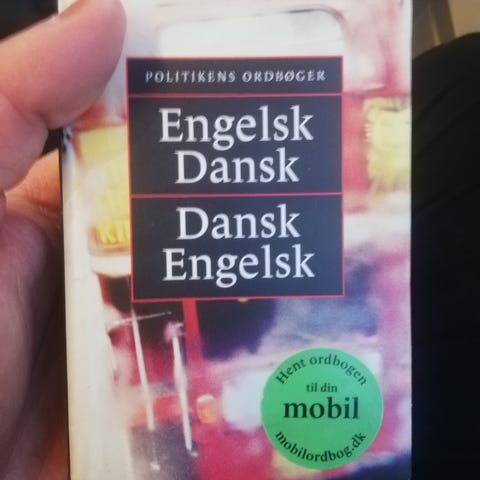 POLITIKENS ORDBØGER
Engelsk
Dansk
Dansk
Engelsk
Hent ordbogen
til din
mobil
mobilordbog.dk